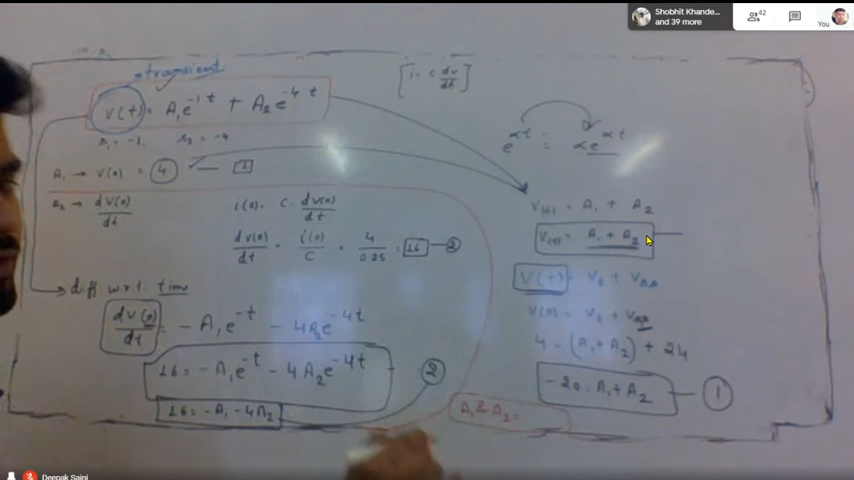 Shobhit Khande...
and 39 more
42
You
transient
v(t) = A₁e^-1t + A₂e^-4t
[i = c dv/dt]
s₁ = -1, s₂ = -4
e^αt = αe^αt
A₁ → v(0) = 4 — 1
A₂ → dv(0)/dt
i(0) = C · dv(0)/dt
dv(0)/dt = i(0)/C = 4/0.25 = 16 — 2
= A₁ + A₂
= A₁ + A₂
diff w.r.t. time
v(t) = Vt + Vss
v(0) = Vt + Vss
dv(0)/dt = -A₁e^-t - 4A₂e^-4t
4 = (A₁+A₂) + 24
16 = -A₁e^-t - 4A₂e^-4t
2
-20 = A₁+A₂ — 1
16 = -A₁ - 4A₂
A₁ & A₂ =
Deepak Saini